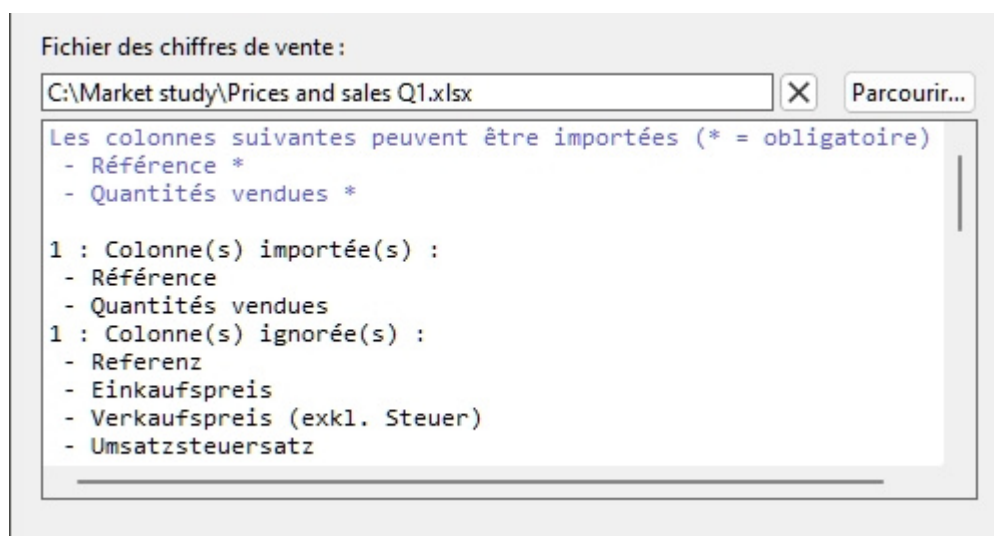 Fichier des chiffres de vente :
C:\Market study\Prices and sales Q1.xlsx
Parcourir...
Les colonnes suivantes peuvent être importées (* = obligatoire)
- Référence *
- Quantités vendues *
1 : Colonne(s) importée(s) :
- Référence
- Quantités vendues
1 : Colonne(s) ignorée(s) :
- Referenz
- Einkaufspreis
- Verkaufspreis (exkl. Steuer)
- Umsatzsteuersatz